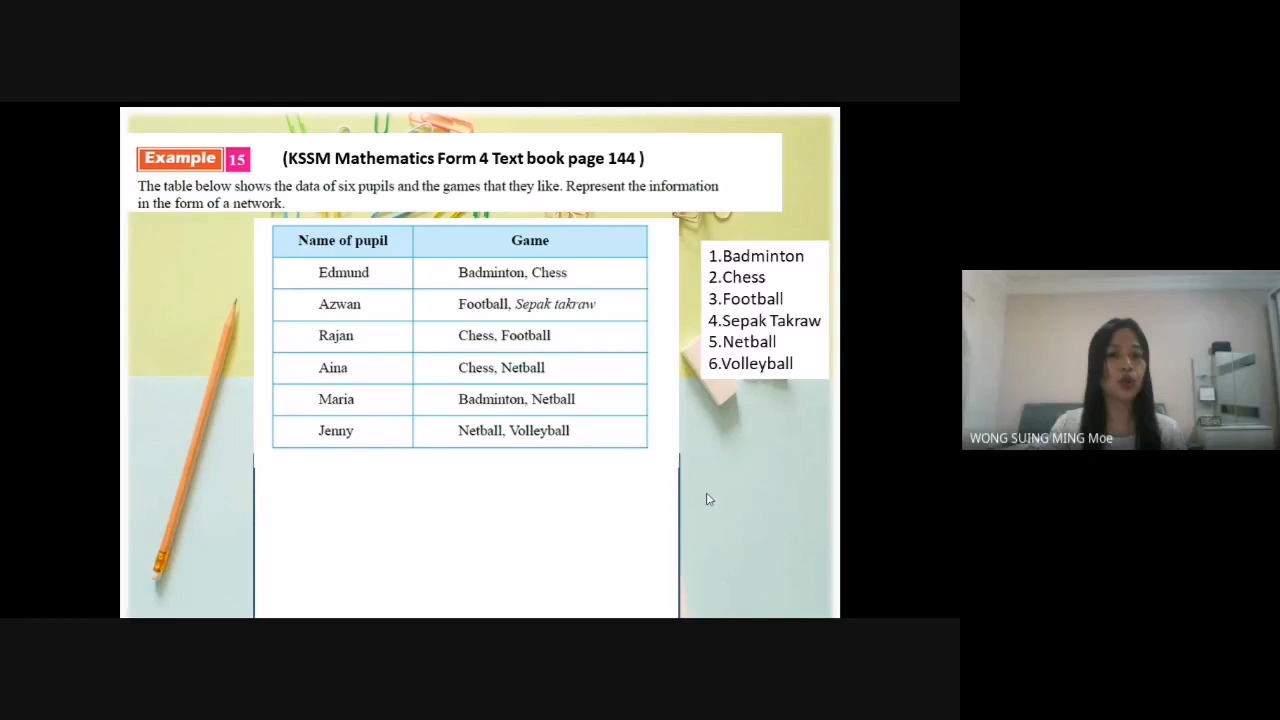 Example 15 (KSSM Mathematics Form 4 Text book page 144 )
The table below shows the data of six pupils and the games that they like. Represent the information
in the form of a network.
Name of pupil Game
Edmund Badminton, Chess
Azwan Football, Sepak takraw
Rajan Chess, Football
Aina Chess, Netball
Maria Badminton, Netball
Jenny Netball, Volleyball
1.Badminton
2.Chess
3.Football
4.Sepak Takraw
5.Netball
6.Volleyball
WONG SUING MING Moe